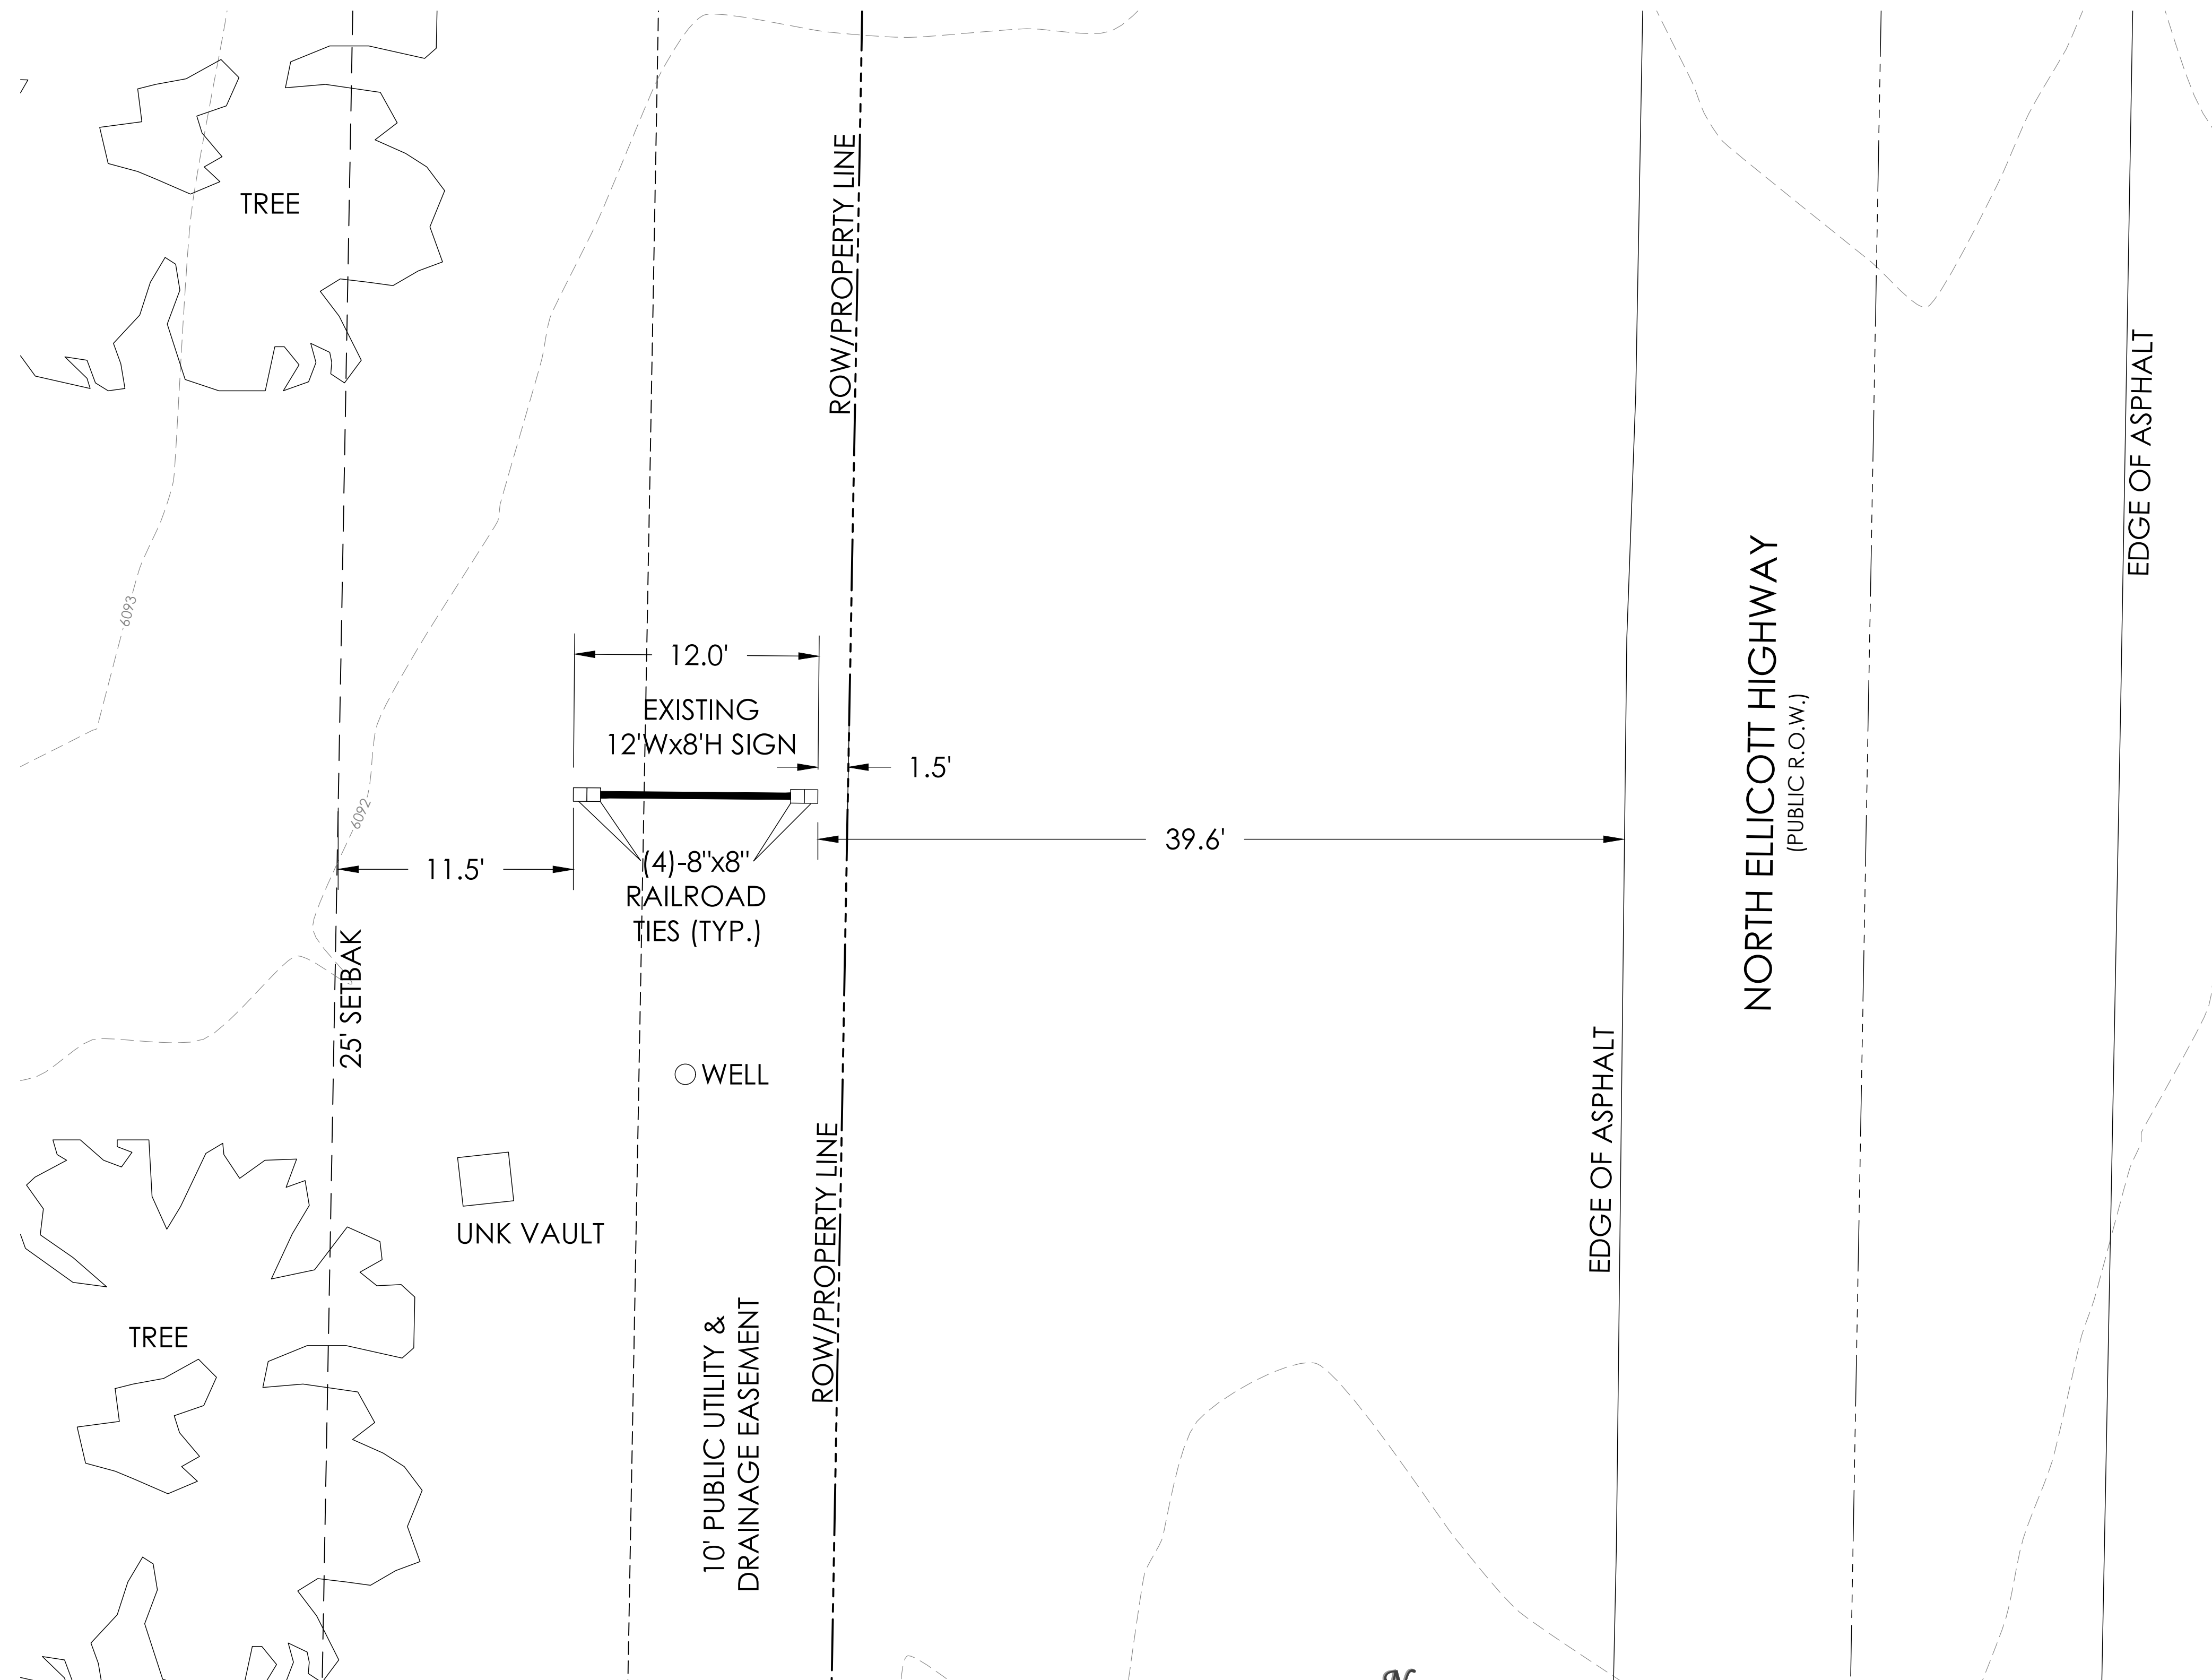 7
TREE
ROW/PROPERTY LINE
EDGE OF ASPHALT
6093
12.0'
EXISTING
12'Wx8'H SIGN
1.5'
NORTH ELLICOTT HIGHWAY
(PUBLIC R.O.W.)
6092
39.6'
11.5'
(4)-8"x8"
RAILROAD
TIES (TYP.)
25' SETBAK
WELL
EDGE OF ASPHALT
ROW/PROPERTY LINE
UNK VAULT
TREE
10' PUBLIC UTILITY &
DRAINAGE EASEMENT
N